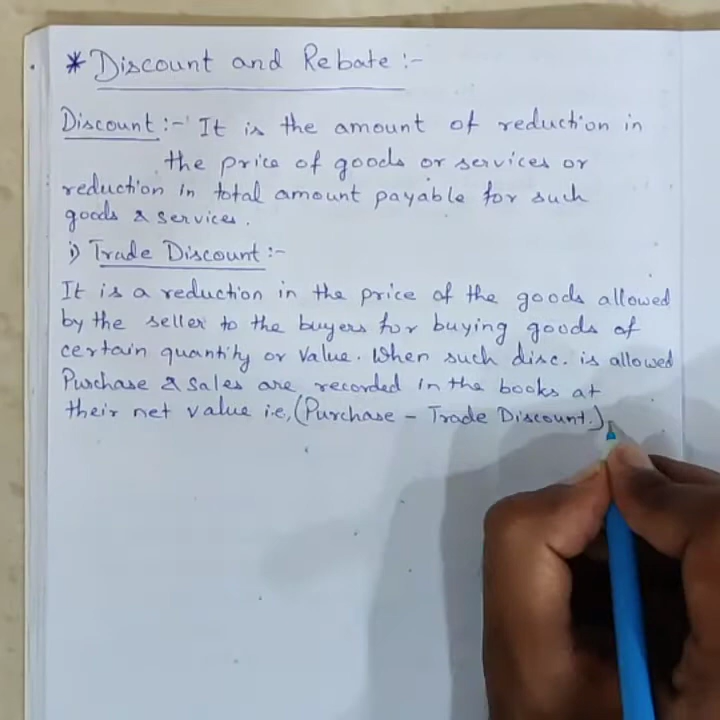 * Discount and Rebate :-
Discount :- It is the amount of reduction in
the price of goods or services or
reduction in total amount payable for such
goods & services.
i) Trade Discount :-
It is a reduction in the price of the goods allowed
by the seller to the buyers for buying goods of
certain quantity or value. When such disc. is allowed
Purchase & Sales are recorded in the books at
their net value i.e, (Purchase - Trade Discount.)